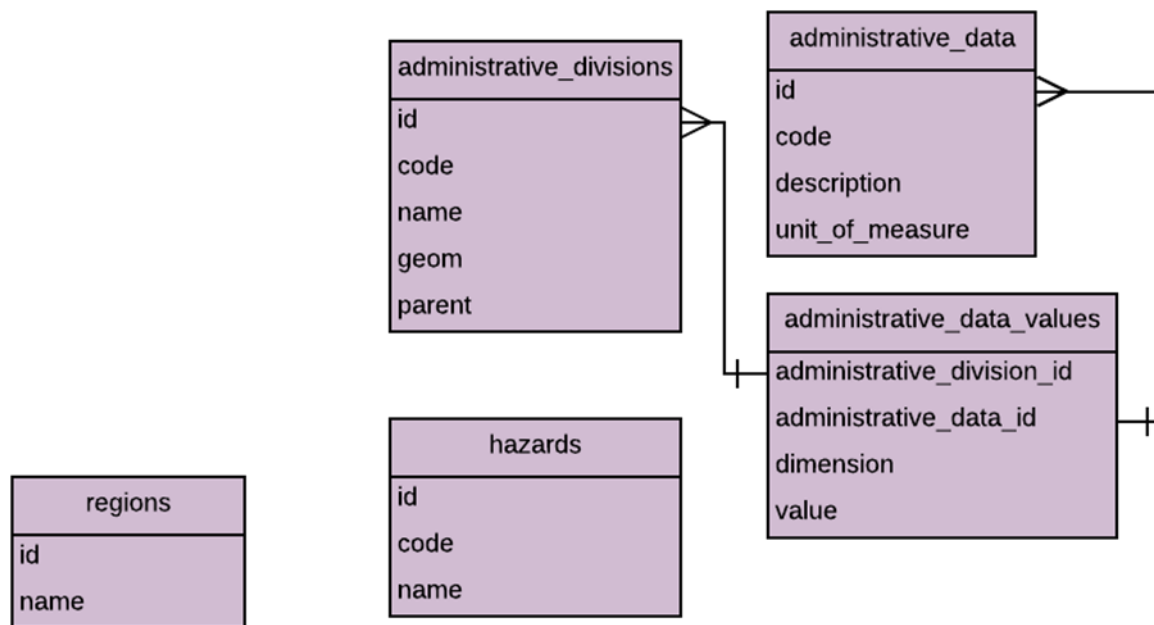 administrative_divisions
id
code
name
geom
parent
administrative_data
id
code
description
unit_of_measure
administrative_data_values
administrative_division_id
administrative_data_id
dimension
value
hazards
id
code
name
regions
id
name